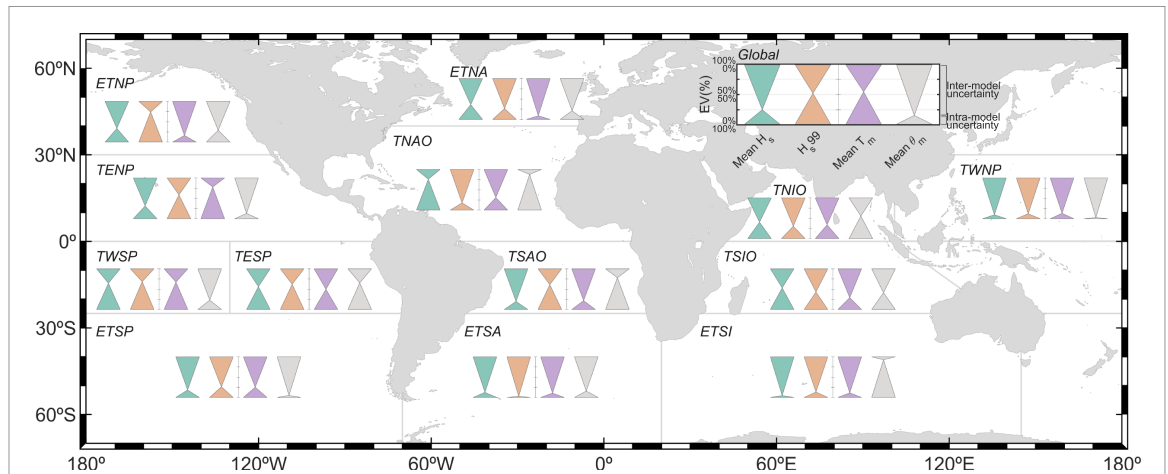 60ºN
30ºN
0º
30ºS
60ºS
180º
120ºW
60ºW
0º
60ºE
120ºE
180º
ETNP
ETNA
Global
100%
0%
50%
50%
0%
100%
EV(%)
Inter-model
uncertainty
Intra-model
uncertainty
Mean Hs
Hs99
Mean Tm
Mean θm
TNAO
TENP
TNIO
TWNP
TWSP
TESP
TSAO
TSIO
ETSP
ETSA
ETSI